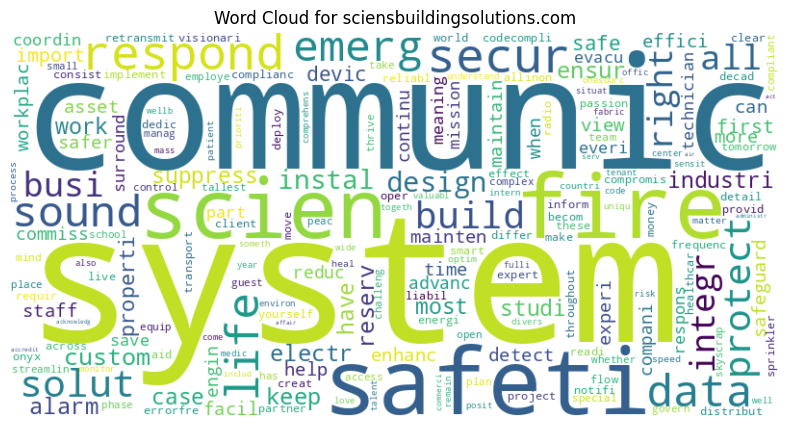 Word Cloud for sciensbuildingsolutions.com
coordin retransmit visionari emerg secur world codecompli effici clear
import respond safe all compliant
small consist implement employe complianc devic take reliabl understand evacu allinon onboard decad
workplac asset work safer surround wellb dedic manag mass communic patient prioriti deploy comprehens thrive continu meaning mission maintain when radio ensur view everi situat passion fabric team offic right can more technician first tomorrow
busi suppress instal design industri
process control tallest effect complex countri compromis sensit tenant center code act air serv
sound scien fire build
part client oper valuabl togeth intern inform becom these uniqu detail provid money matter administr
commiss school move peac mainten differ make
mind also properti transport someth wide heal challeng smart optim time expert fulli frequenc
place live year reduc have reserv advanc studi throughout respons healthcar safeguard
requir system environ liabil most experi compani integr protect risk
staff guest yourself energi open divers skyscrap sprinkler
equip life electr enhanc detect readi whether speed
onyx across save aid custom engin help come affair has creat access plan flow notifi
streamlin acknowledg medic love talent commerci remain special govern distribut well
solut case keep safeti data
alarm phase errorfre facil includ partner posit project
accredit monitor